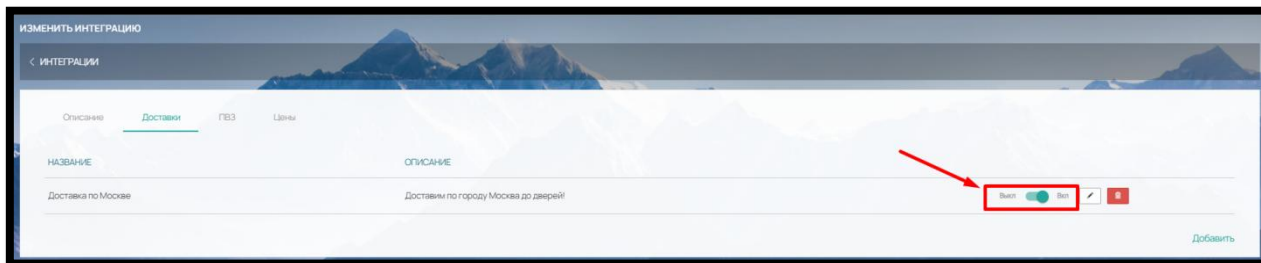 ИЗМЕНИТЬ ИНТЕГРАЦИЮ
< ИНТЕГРАЦИИ
Описание Доставки ПВЗ Цены
НАЗВАНИЕ ОПИСАНИЕ
Доставка по Москве Доставим по городу Москва до дверей! Выкл Вкл
Добавить